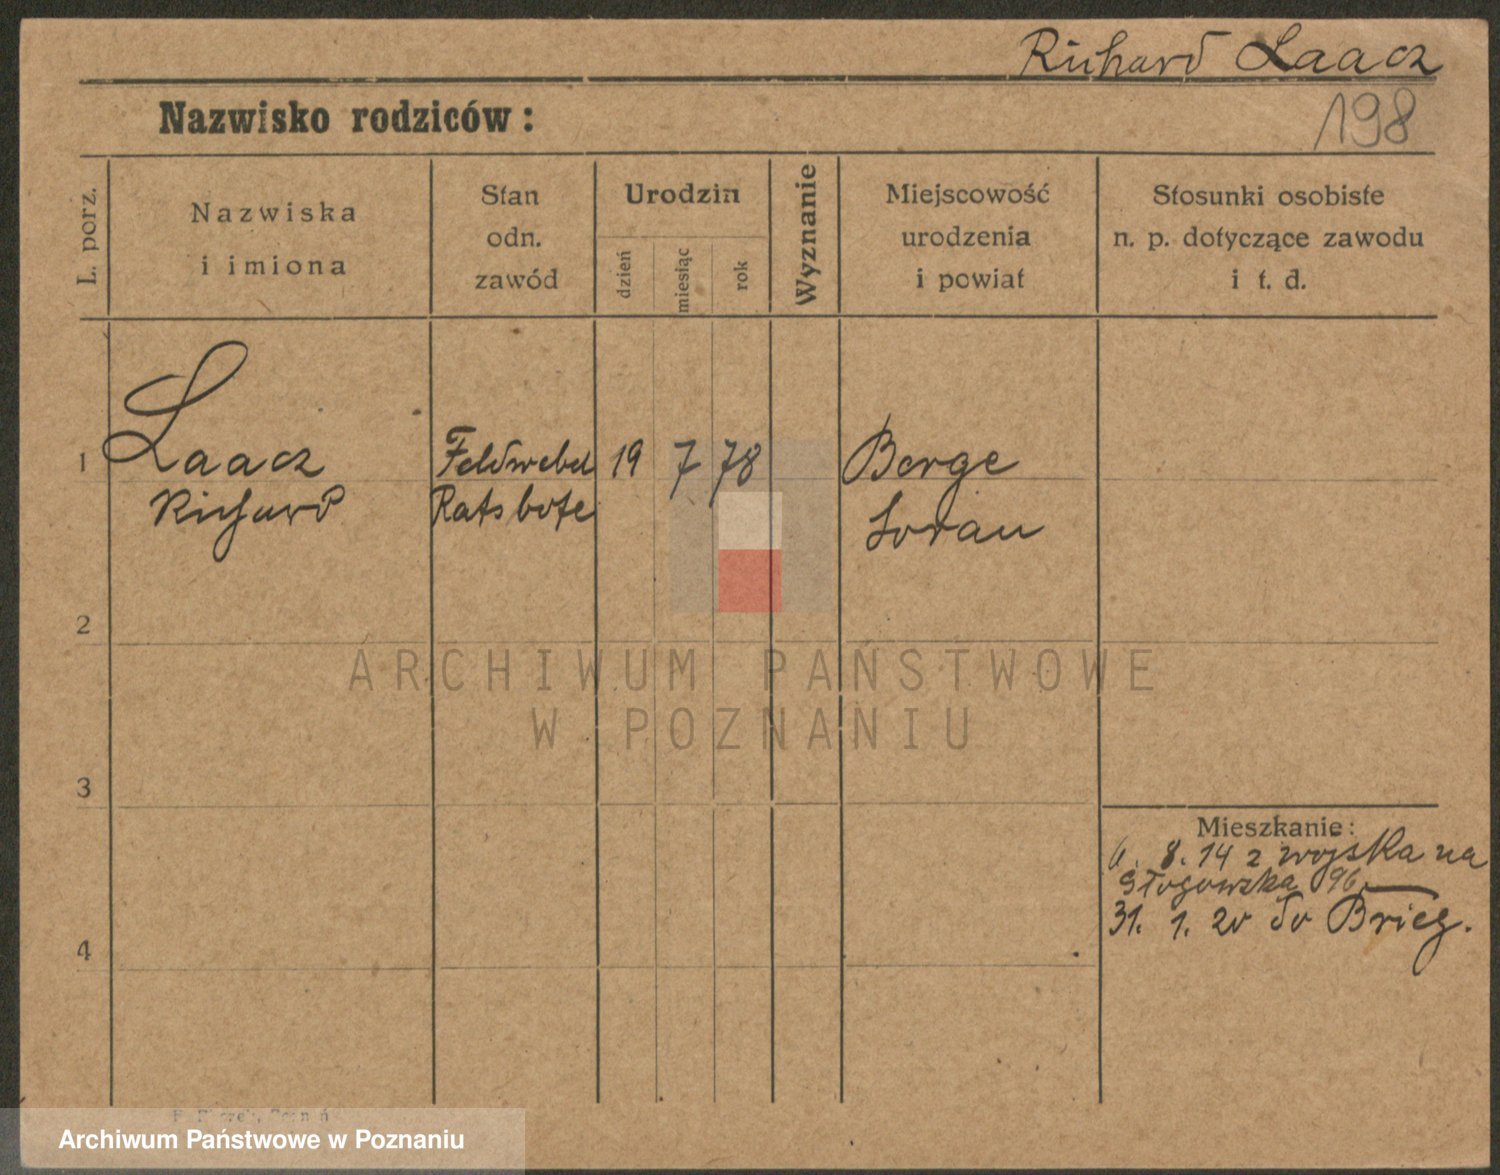 Richard Laacz
198
Nazwisko rodziców:
L. porz.
Nazwiska
i imiona
Stan
odn.
zawód
Urodzin
dzień
miesiąc
rok
Wyznanie
Miejscowość
urodzenia
i powiat
Stosunki osobiste
n. p. dotyczące zawodu
i t. d.
1
Laacz
Richard
Feldwebel
Ratsbote
19
7
78
Berge
Sorau
2
3
4
Mieszkanie:
8. 14 z wojska na
Głogowska 96
31. 1. 20 do Brieg.
ARCHIWUM PAŃSTWOWE
W POZNANIU
Archiwum Państwowe w Poznaniu